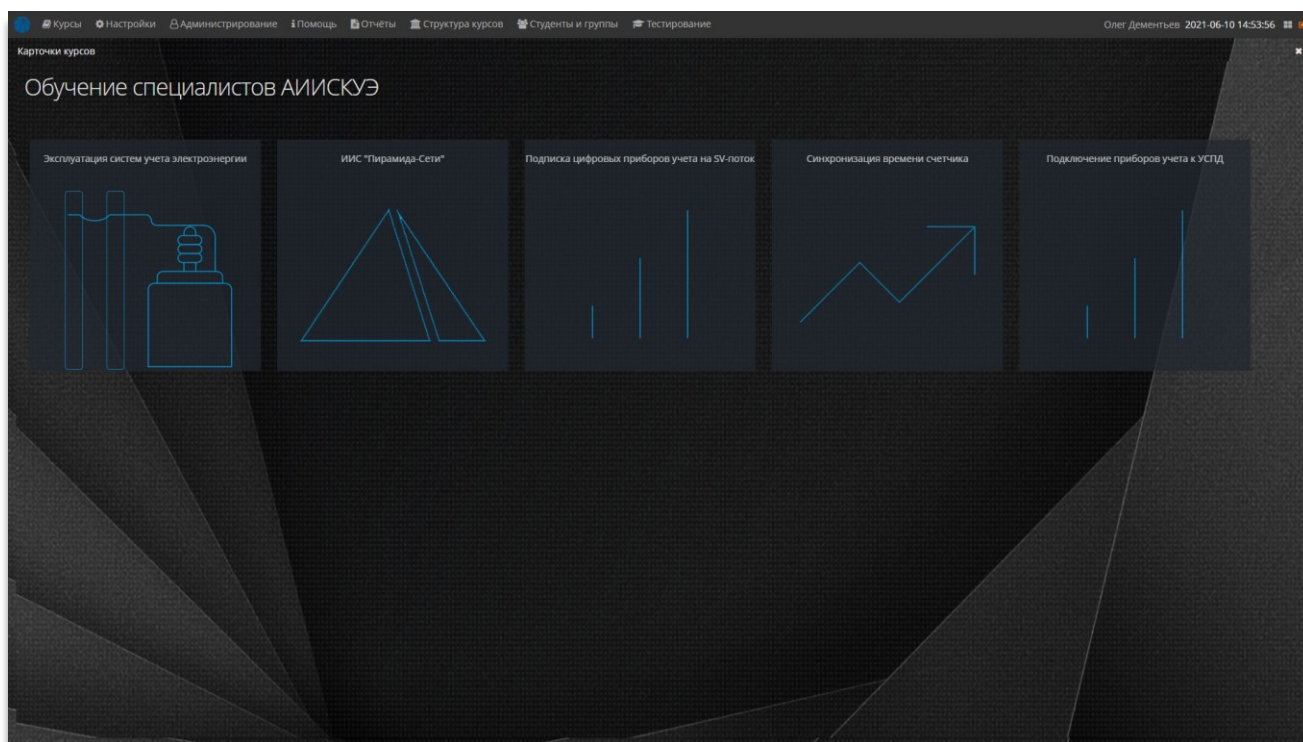 Курсы Настройки Администрирование Помощь Отчёты Структура курсов Студенты и группы Тестирование Олег Дементьев 2021-06-10 14:53:56
Карточки курсов
Обучение специалистов АИИСКУЭ
Эксплуатация систем учета электроэнергии
ИИС "Пирамида-Сети"
Подписка цифровых приборов учета на SV-поток
Синхронизация времени счетчика
Подключение приборов учета к УСПД